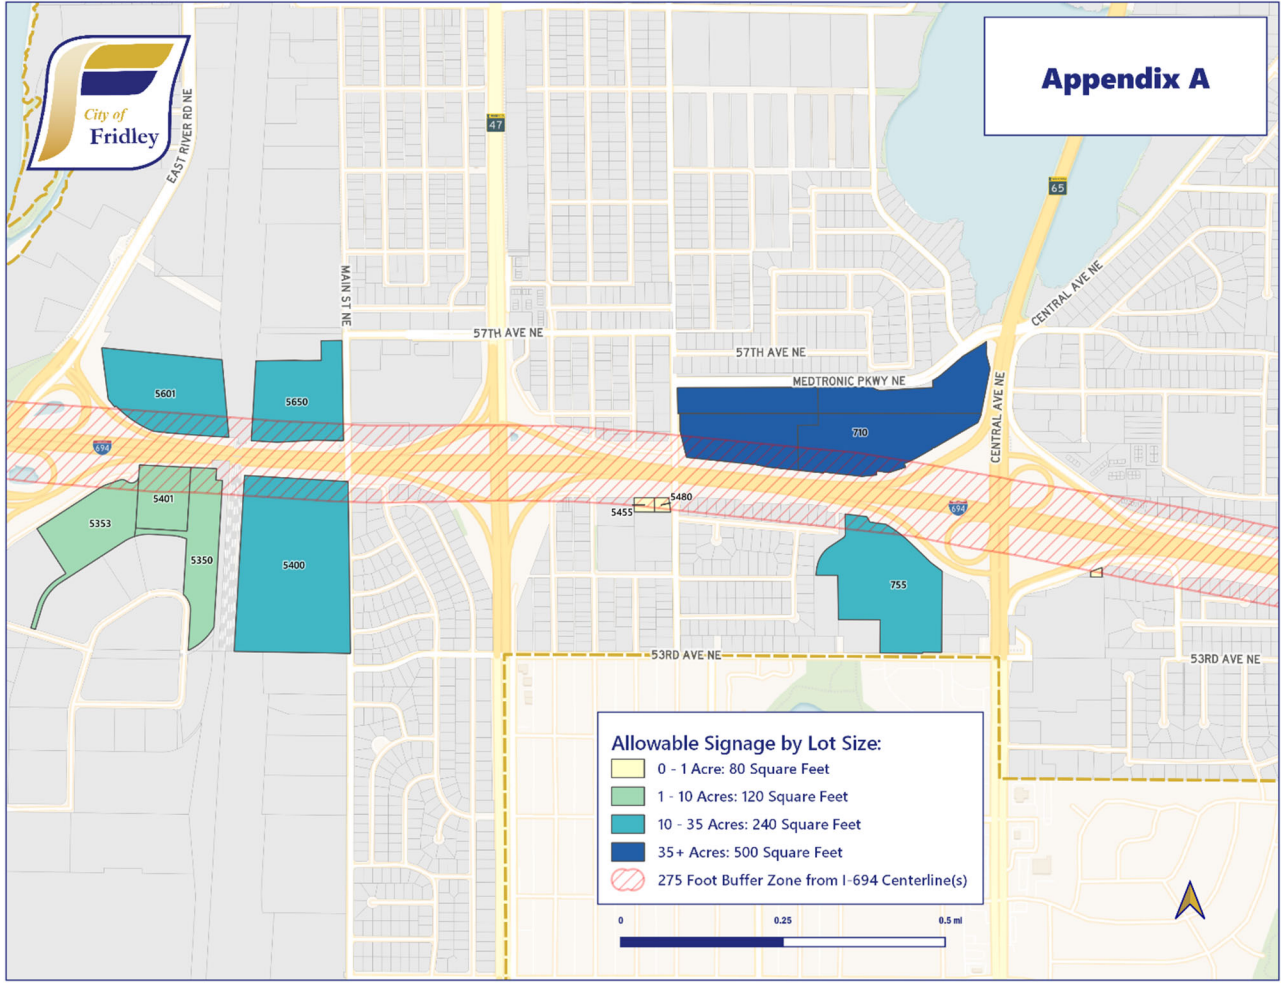 City of
Fridley
Appendix A
EAST RIVER RD NE
47
65
MAIN ST NE
CENTRAL AVE NE
57TH AVE NE
57TH AVE NE
MEDTRONIC PKWY NE
CENTRAL AVE NE
5601
5650
710
694
5401
5353
5350
5400
5455
5480
694
755
53RD AVE NE
53RD AVE NE
Allowable Signage by Lot Size:
0 - 1 Acre: 80 Square Feet
1 - 10 Acres: 120 Square Feet
10 - 35 Acres: 240 Square Feet
35+ Acres: 500 Square Feet
275 Foot Buffer Zone from I-694 Centerline(s)
0 0.25 0.5 mi